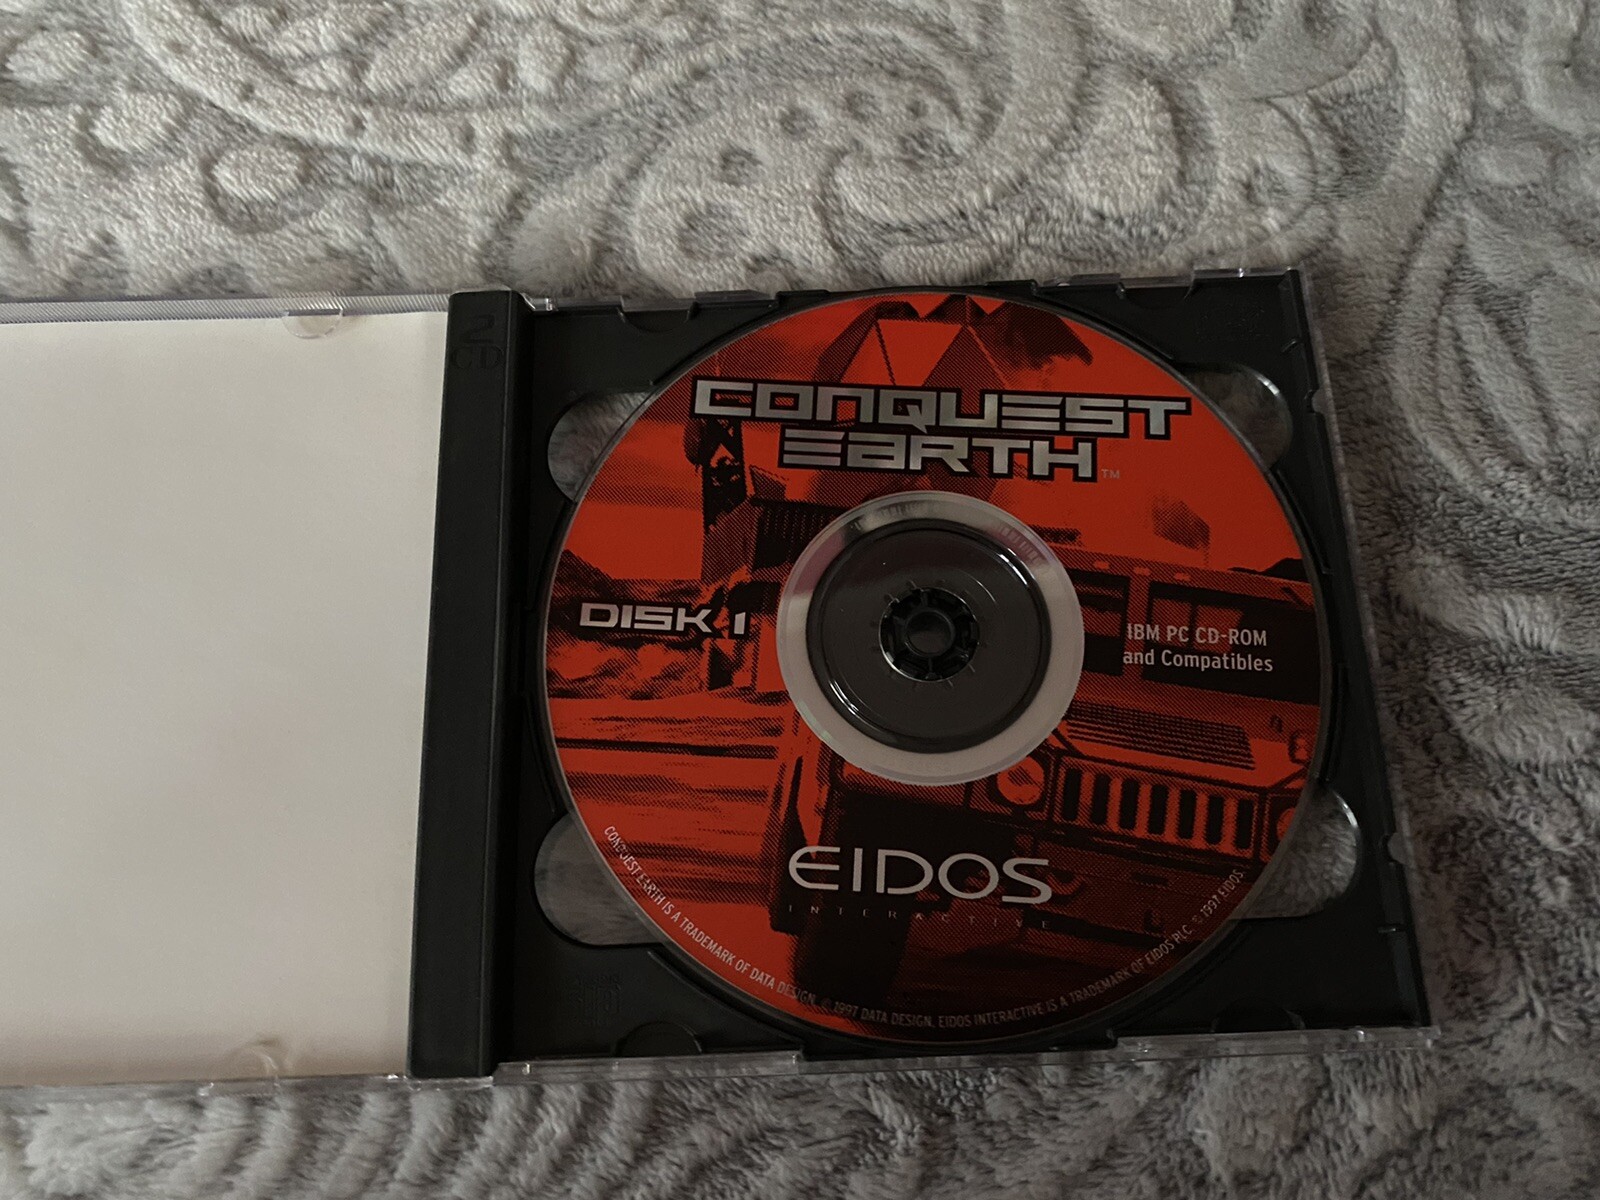 2
CD
CONQUEST
EARTH™
DISK 1
IBM PC CD-ROM
and Compatibles
EIDOS
INTERACTIVE
CONQUEST EARTH IS A TRADEMARK OF DATA DESIGN. © 1997 DATA DESIGN. EIDOS INTERACTIVE IS A TRADEMARK OF EIDOS PLC. © 1997 EIDOS.